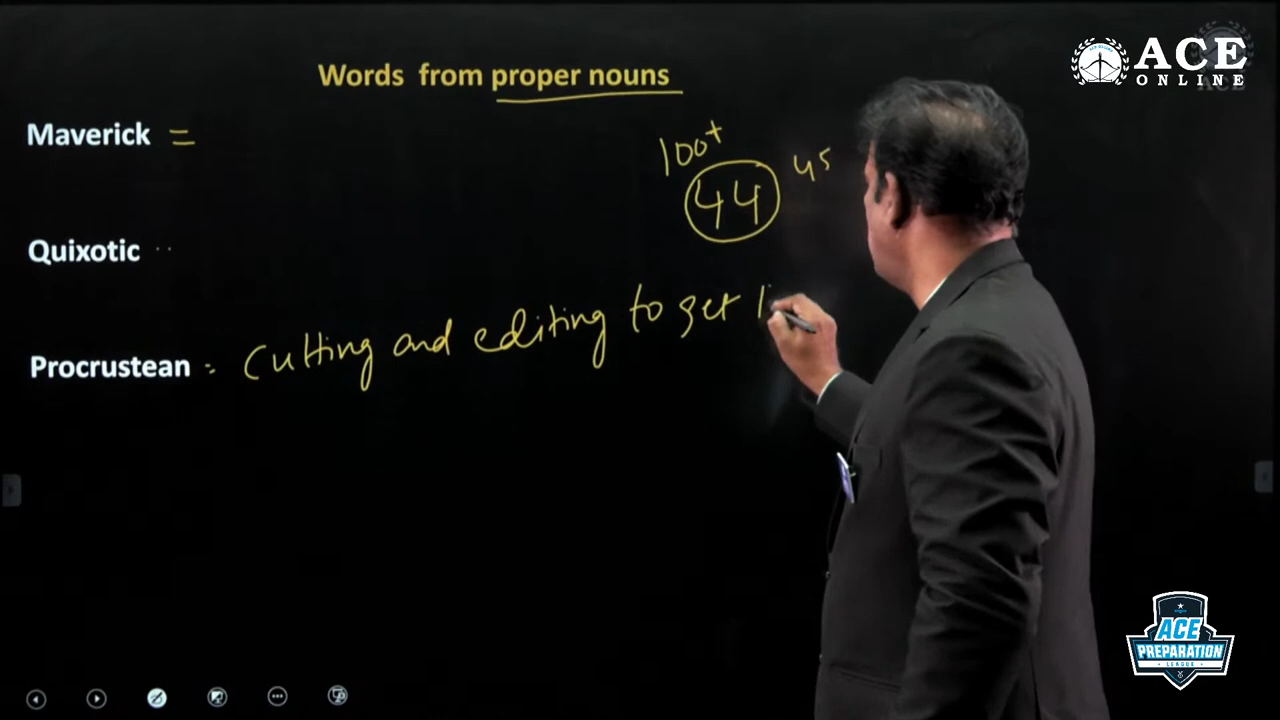 ACE
ONLINE
Words from proper nouns
Maverick =
100+
44
45
Quixotic
Procrustean : Cutting and editing to get
ACE
PREPARATION
LEAGUE